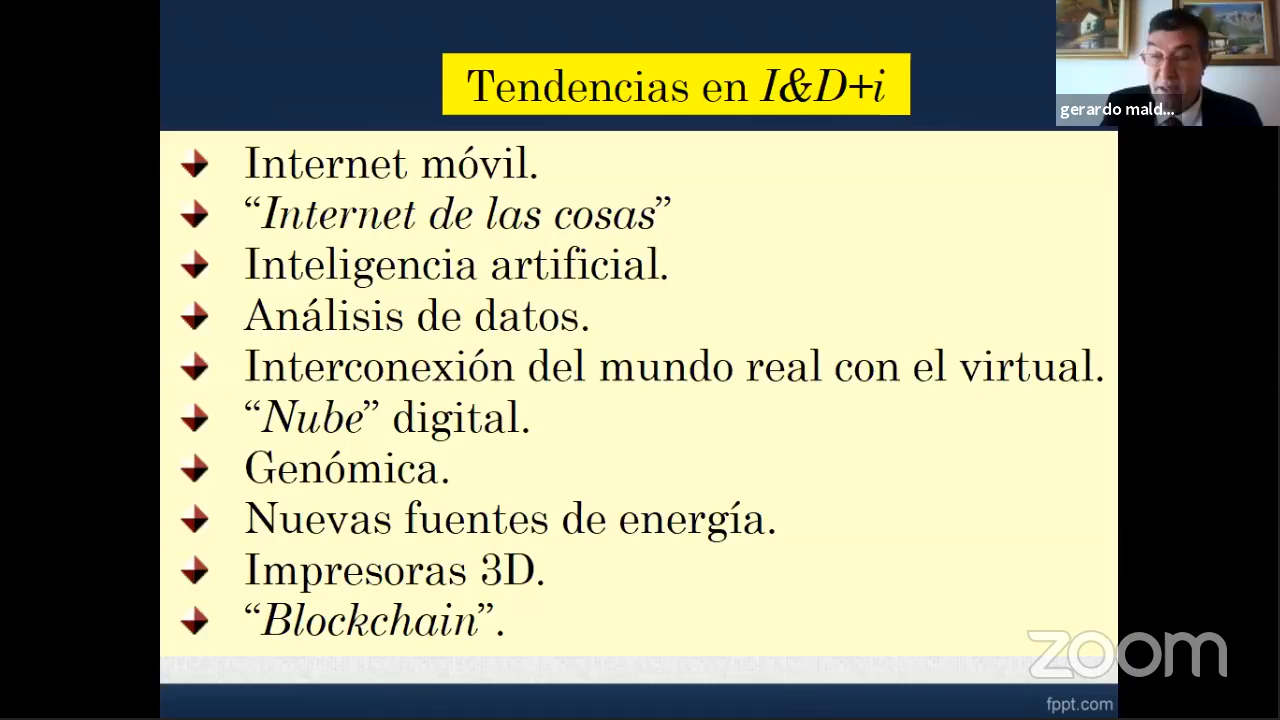 Tendencias en I&D+i
gerardo mald...
Internet móvil.
“Internet de las cosas”
Inteligencia artificial.
Análisis de datos.
Interconexión del mundo real con el virtual.
“Nube” digital.
Genómica.
Nuevas fuentes de energía.
Impresoras 3D.
“Blockchain”.
zoom
fppt.com